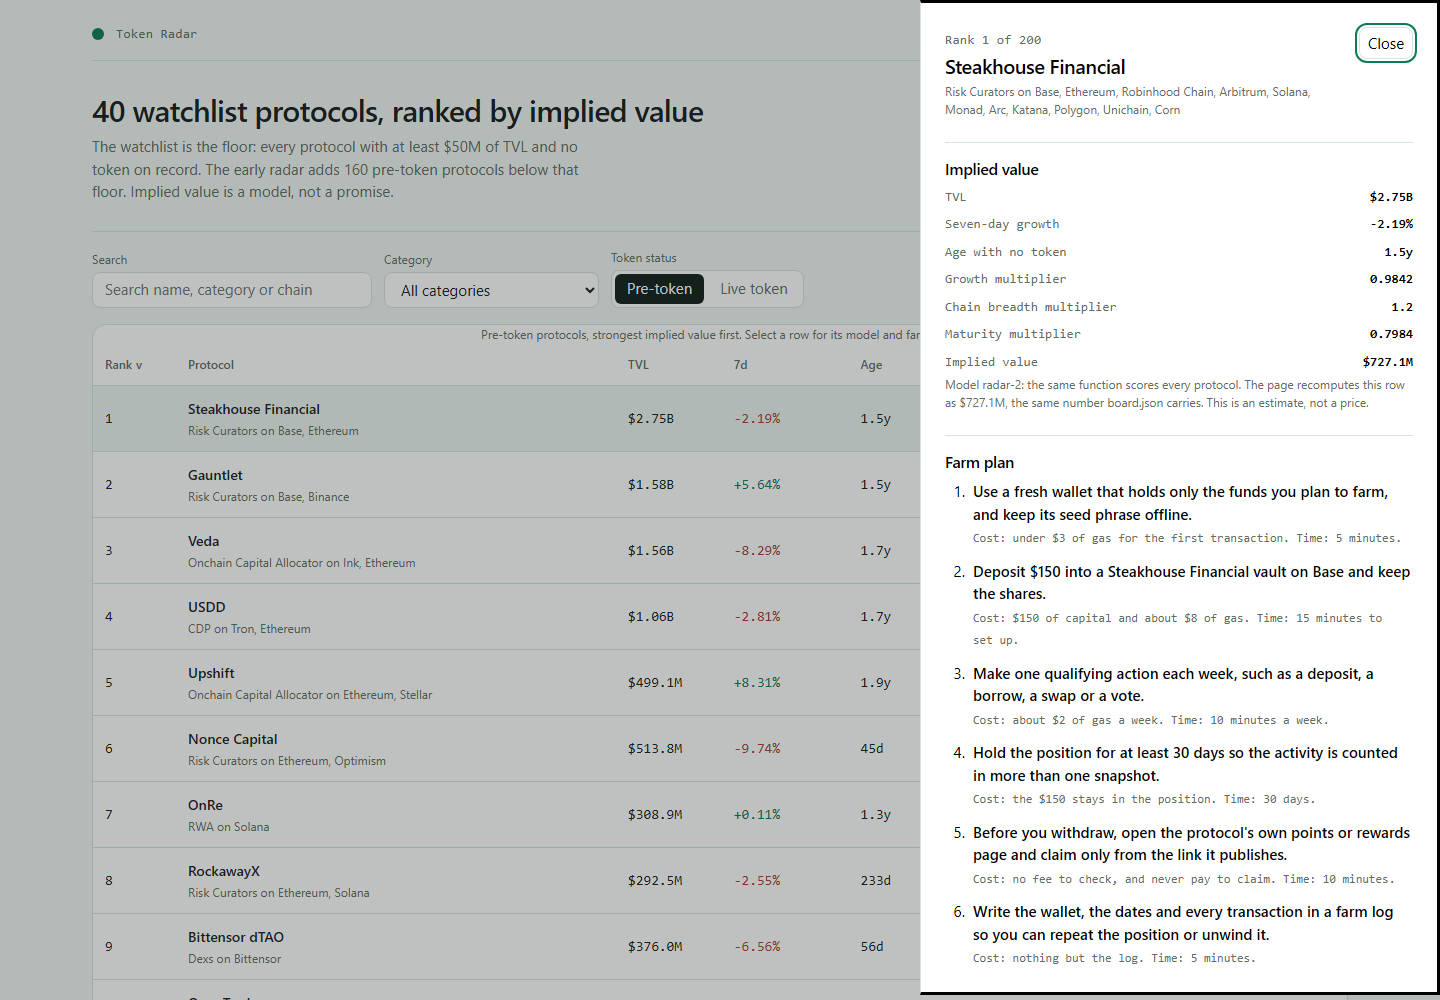 Token Radar
40 watchlist protocols, ranked by implied value
The watchlist is the floor: every protocol with at least $50M of TVL and no
token on record. The early radar adds 160 pre-token protocols below that
floor. Implied value is a model, not a promise.
Search
Category
Token status
Search name, category or chain
All categories
Pre-token
Live token
Pre-token protocols, strongest implied value first. Select a row for its model and far
Rank v Protocol TVL 7d Age
1 Steakhouse Financial $2.75B -2.19% 1.5y
Risk Curators on Base, Ethereum
2 Gauntlet $1.58B +5.64% 1.5y
Risk Curators on Base, Binance
3 Veda $1.56B -8.29% 1.7y
Onchain Capital Allocator on Ink, Ethereum
4 USDD $1.06B -2.81% 1.7y
CDP on Tron, Ethereum
5 Upshift $499.1M +8.31% 1.9y
Onchain Capital Allocator on Ethereum, Stellar
6 Nonce Capital $513.8M -9.74% 45d
Risk Curators on Ethereum, Optimism
7 OnRe $308.9M +0.11% 1.3y
RWA on Solana
8 RockawayX $292.5M -2.55% 233d
Risk Curators on Ethereum, Solana
9 Bittensor dTAO $376.0M -6.56% 56d
Dexs on Bittensor
Rank 1 of 200
Close
Steakhouse Financial
Risk Curators on Base, Ethereum, Robinhood Chain, Arbitrum, Solana,
Monad, Arc, Katana, Polygon, Unichain, Corn
Implied value
TVL $2.75B
Seven-day growth -2.19%
Age with no token 1.5y
Growth multiplier 0.9842
Chain breadth multiplier 1.2
Maturity multiplier 0.7984
Implied value $727.1M
Model radar-2: the same function scores every protocol. The page recomputes this row
as $727.1M, the same number board.json carries. This is an estimate, not a price.
Farm plan
1. Use a fresh wallet that holds only the funds you plan to farm,
and keep its seed phrase offline.
Cost: under $3 of gas for the first transaction. Time: 5 minutes.
2. Deposit $150 into a Steakhouse Financial vault on Base and keep
the shares.
Cost: $150 of capital and about $8 of gas. Time: 15 minutes to
set up.
3. Make one qualifying action each week, such as a deposit, a
borrow, a swap or a vote.
Cost: about $2 of gas a week. Time: 10 minutes a week.
4. Hold the position for at least 30 days so the activity is counted
in more than one snapshot.
Cost: the $150 stays in the position. Time: 30 days.
5. Before you withdraw, open the protocol's own points or rewards
page and claim only from the link it publishes.
Cost: no fee to check, and never pay to claim. Time: 10 minutes.
6. Write the wallet, the dates and every transaction in a farm log
so you can repeat the position or unwind it.
Cost: nothing but the log. Time: 5 minutes.